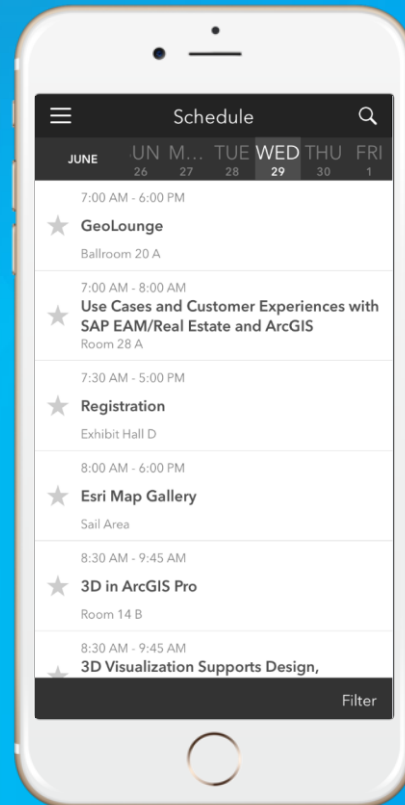 Schedule
JUNE
UN M... TUE WED THU FRI
26 27 28 29 30 1
7:00 AM - 6:00 PM
GeoLounge
Ballroom 20 A
7:00 AM - 8:00 AM
Use Cases and Customer Experiences with
SAP EAM/Real Estate and ArcGIS
Room 28 A
7:30 AM - 5:00 PM
Registration
Exhibit Hall D
8:00 AM - 6:00 PM
Esri Map Gallery
Sail Area
8:30 AM - 9:45 AM
3D in ArcGIS Pro
Room 14 B
8:30 AM - 9:45 AM
3D Visualization Supports Design,
Filter